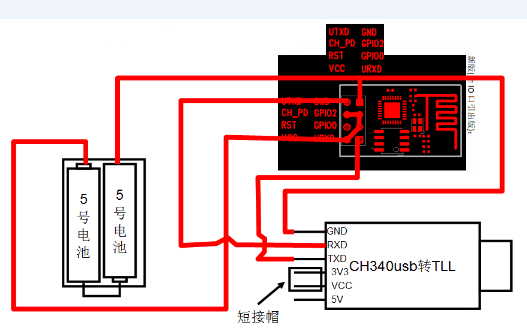 UTXD GND
CH_PD GPIO2
RST GPIO0
VCC URXD
GND
CH_PD GPIO2
RST GPIO0
URXD
5号电池
5号电池
GND
RXD
TXD
3V3
VCC
5V
CH340usb转TLL
短接帽